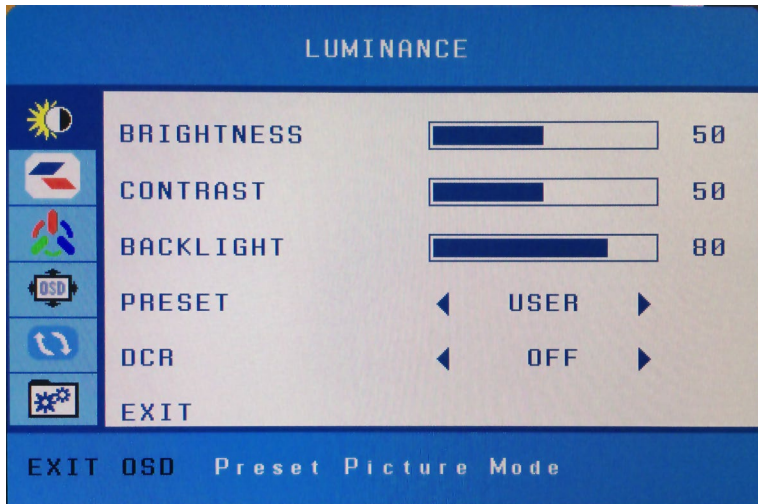 LUMINANCE
BRIGHTNESS 50
CONTRAST 50
BACKLIGHT 80
OSD
PRESET USER
DCR OFF
EXIT
EXIT OSD Preset Picture Mode